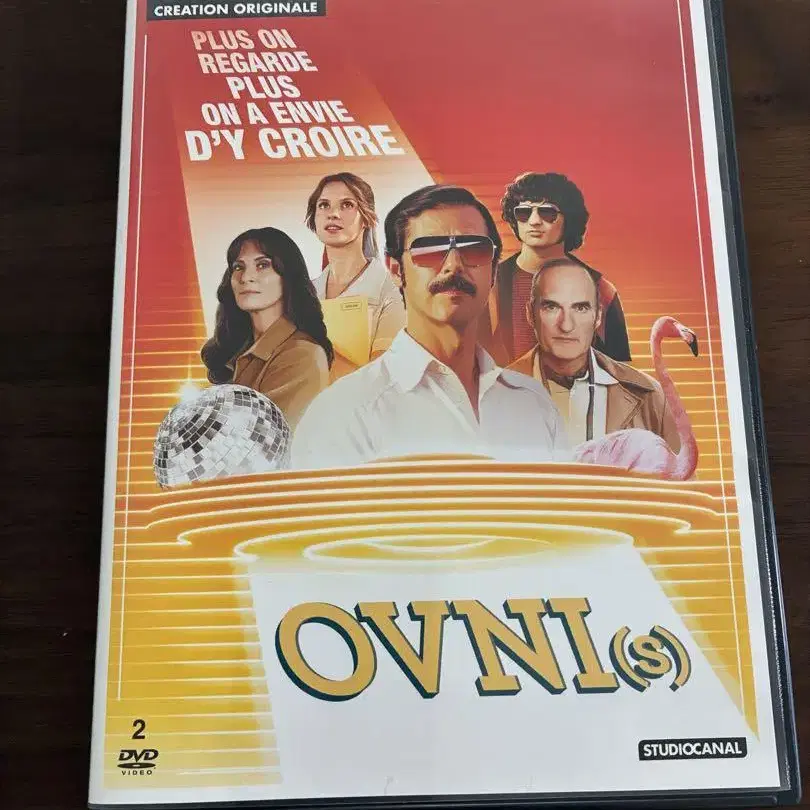 CREATION ORIGINALE
PLUS ON
REGARDE
PLUS
ON A ENVIE
D'Y CROIRE
OVNI(s)
2
DVD
VIDEO
STUDIOCANAL